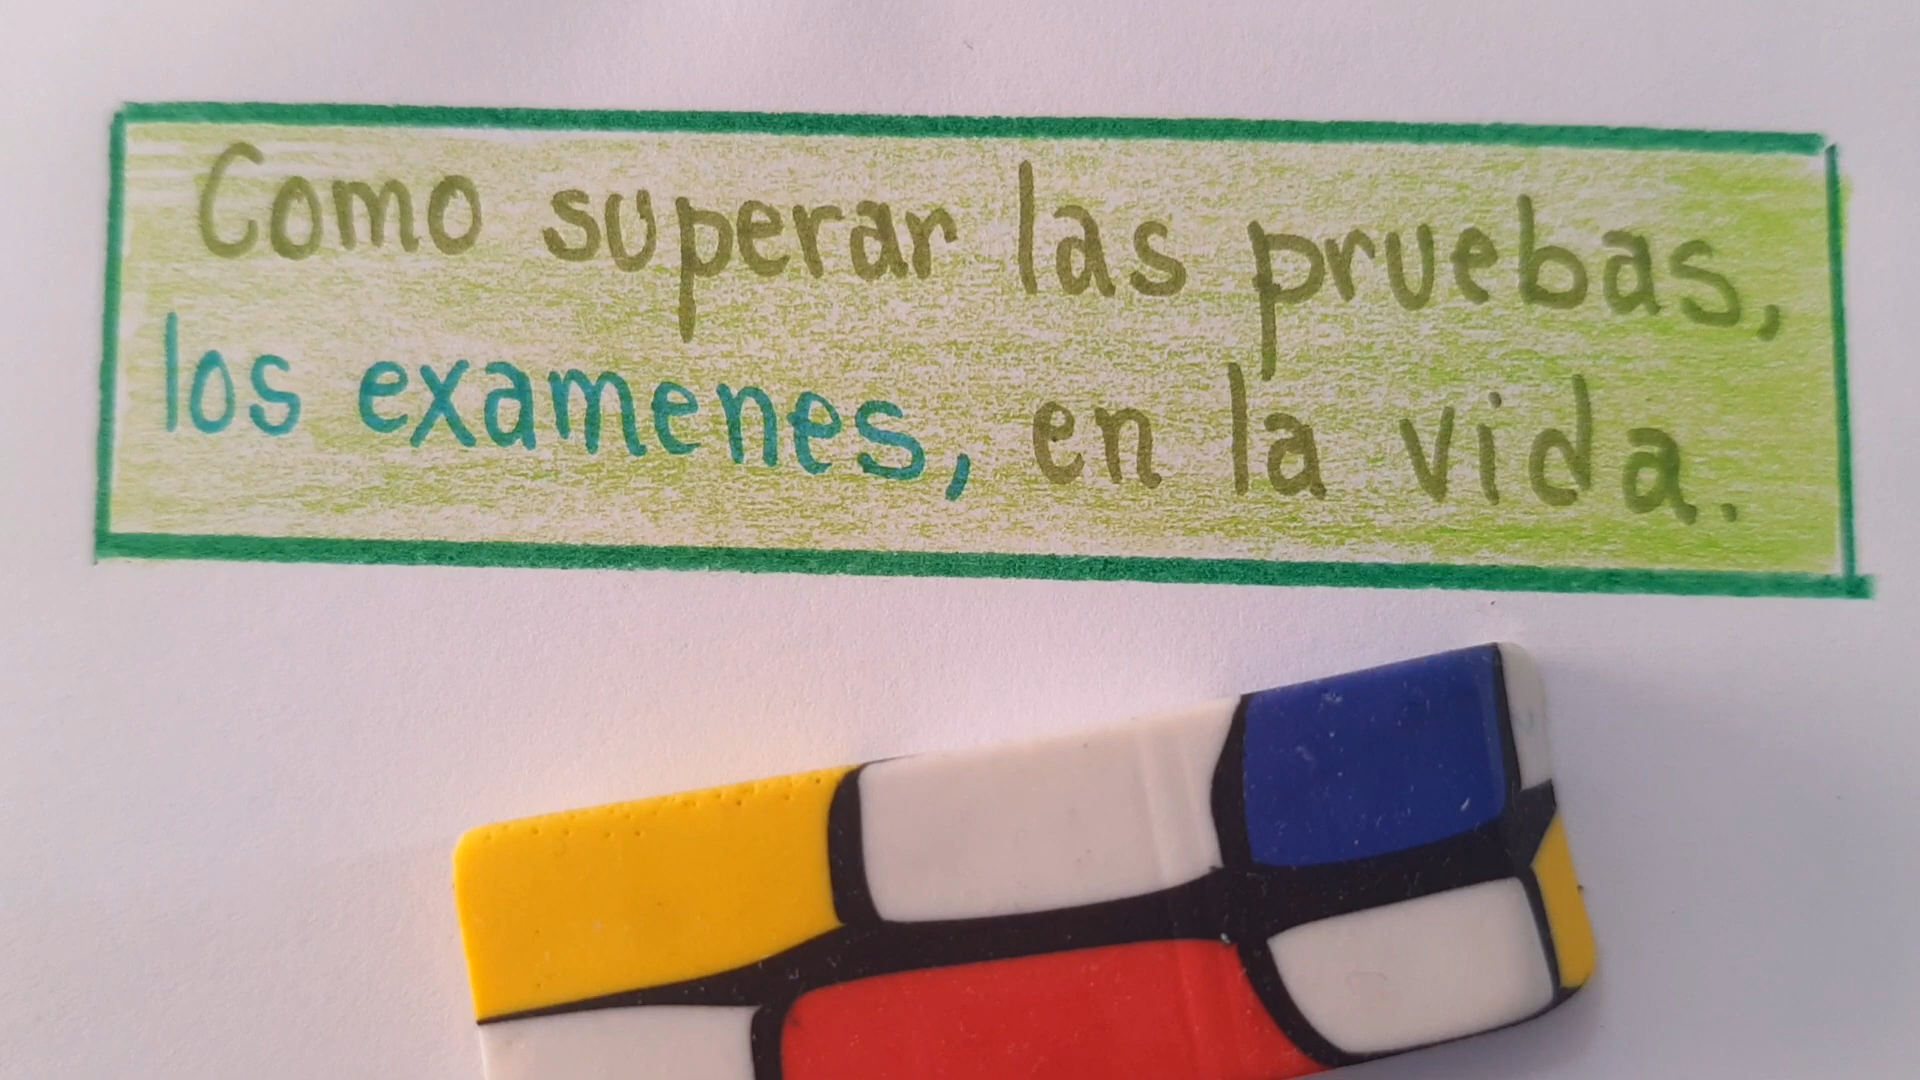 Como superar las pruebas,
los examenes, en la vida.